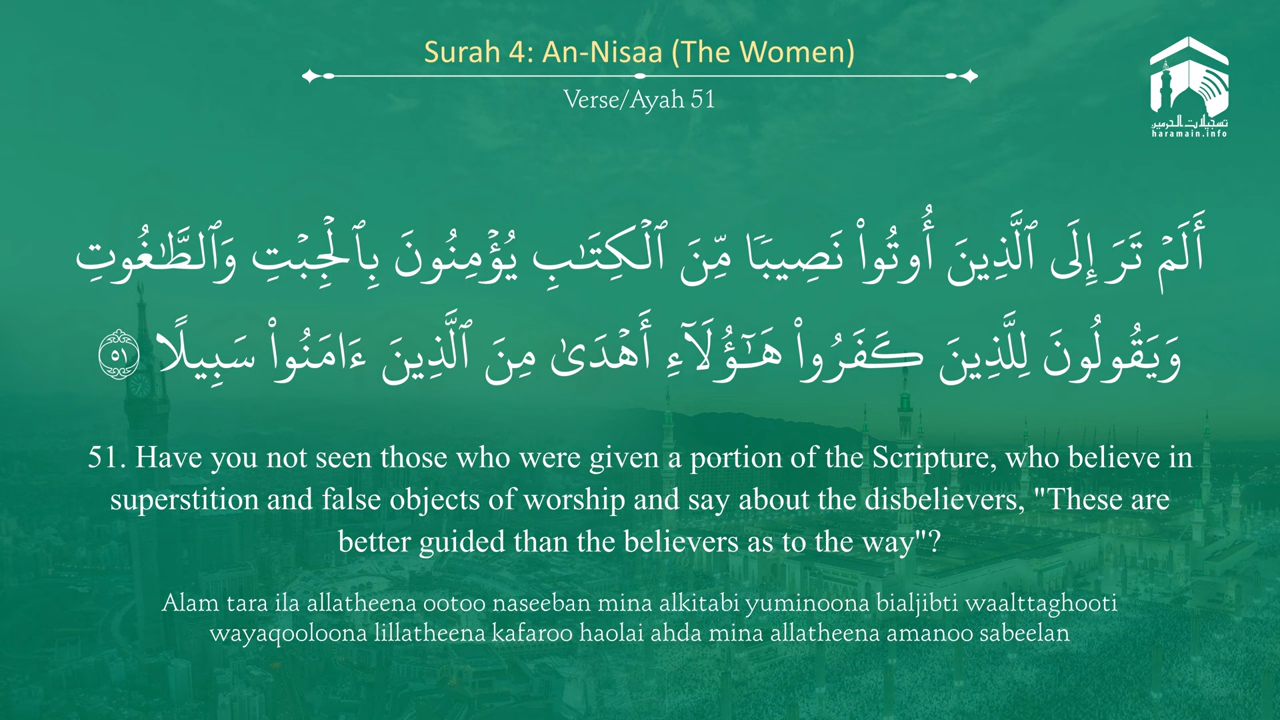 Surah 4: An-Nisaa (The Women)
Verse/Ayah 51
تسجيلات الحرمين
haramain.info
أَلَمۡ تَرَ إِلَى ٱلَّذِينَ أُوتُواْ نَصِيبٗا مِّنَ ٱلۡكِتَٰبِ يُؤۡمِنُونَ بِٱلۡجِبۡتِ وَٱلطَّٰغُوتِ
وَيَقُولُونَ لِلَّذِينَ كَفَرُواْ هَٰٓؤُلَآءِ أَهۡدَىٰ مِنَ ٱلَّذِينَ ءَامَنُواْ سَبِيلًا ٥١
51. Have you not seen those who were given a portion of the Scripture, who believe in
superstition and false objects of worship and say about the disbelievers, "These are
better guided than the believers as to the way"?
Alam tara ila allatheena ootoo naseeban mina alkitabi yuminoona bialjibti waalttaghooti
wayaqooloona lillatheena kafaroo haolai ahda mina allatheena amanoo sabeelan